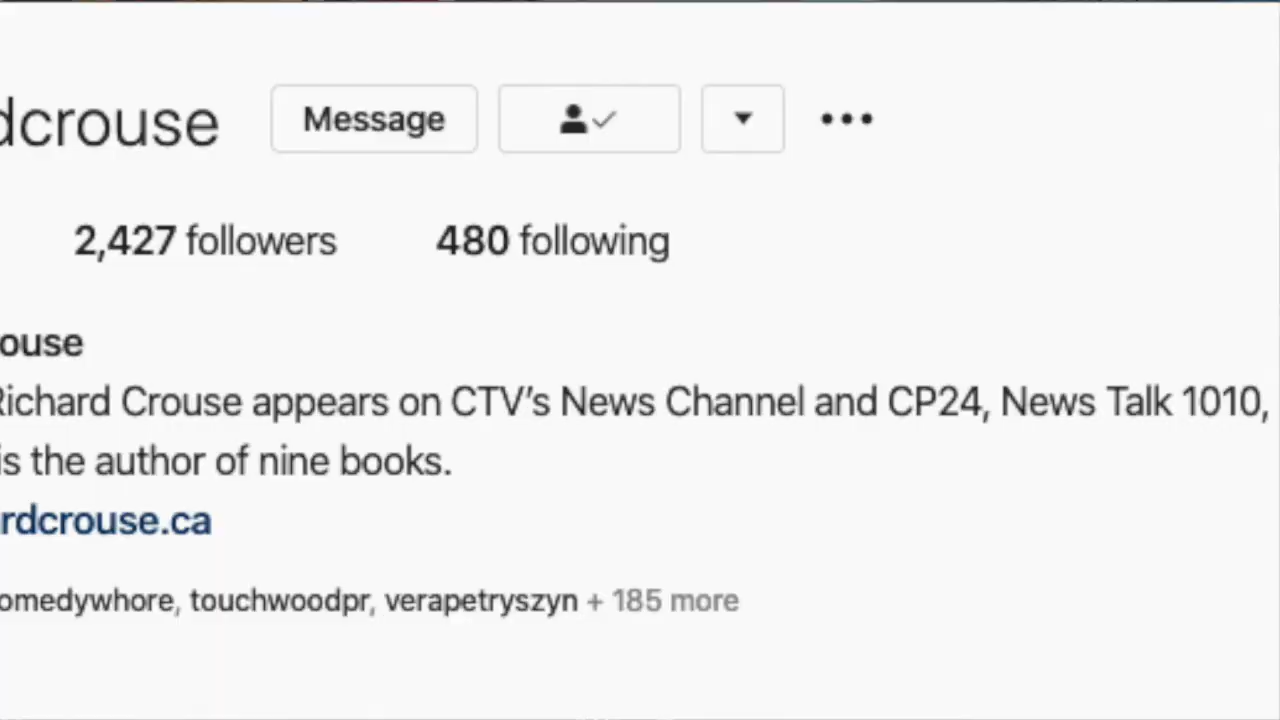 dcrouse Message
2,427 followers 480 following
ouse
Richard Crouse appears on CTV’s News Channel and CP24, News Talk 1010,
is the author of nine books.
rdcrouse.ca
omedywhore, touchwoodpr, verapetryszyn + 185 more